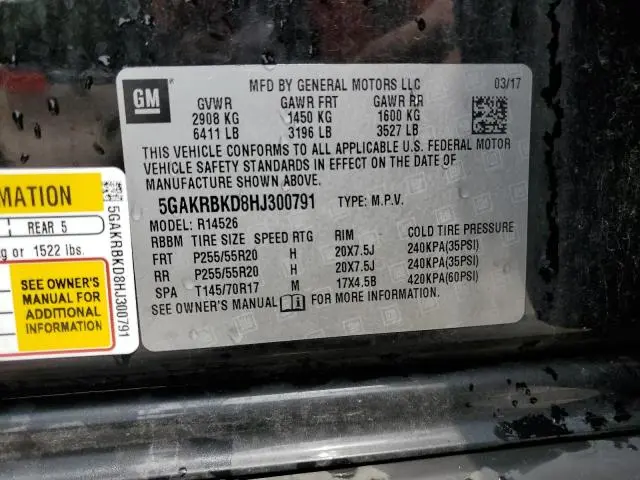 GM
MFD BY GENERAL MOTORS LLC 03/17
GVWR GAWR FRT GAWR RR
2908 KG 1450 KG 1600 KG
6411 LB 3196 LB 3527 LB
THIS VEHICLE CONFORMS TO ALL APPLICABLE U.S. FEDERAL MOTOR
VEHICLE SAFETY STANDARDS IN EFFECT ON THE DATE OF
MANUFACTURE SHOWN ABOVE.
5GAKRBKD8HJ300791 TYPE: M.P.V.
MODEL: R14526
RBBM TIRE SIZE SPEED RTG RIM COLD TIRE PRESSURE
FRT P255/55R20 H 20X7.5J 240KPA(35PSI)
RR P255/55R20 H 20X7.5J 240KPA(35PSI)
SPA T145/70R17 M 17X4.5B 420KPA(60PSI)
SEE OWNER'S MANUAL FOR MORE INFORMATION.
MATION
REAR 5
g or 1522 lbs.
SEE OWNER'S
MANUAL FOR
ADDITIONAL
INFORMATION
5GAKRBKD8HJ300791